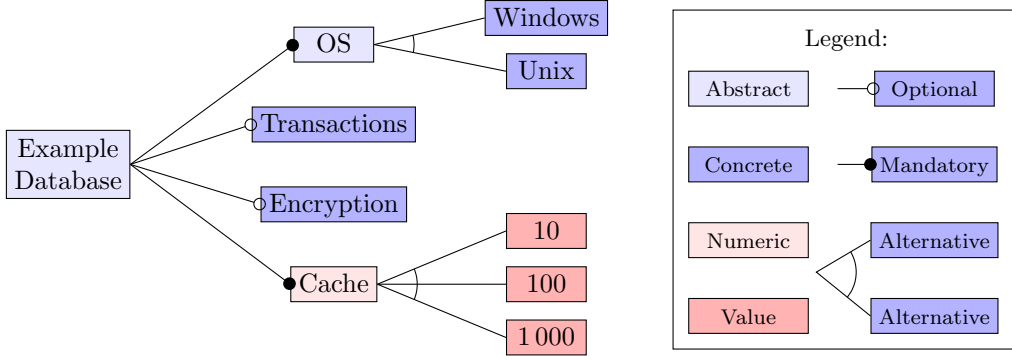 Example
Database
OS
Windows
Unix
Transactions
Encryption
Cache
10
100
1 000
Legend:
Abstract
Optional
Concrete
Mandatory
Numeric
Alternative
Value
Alternative